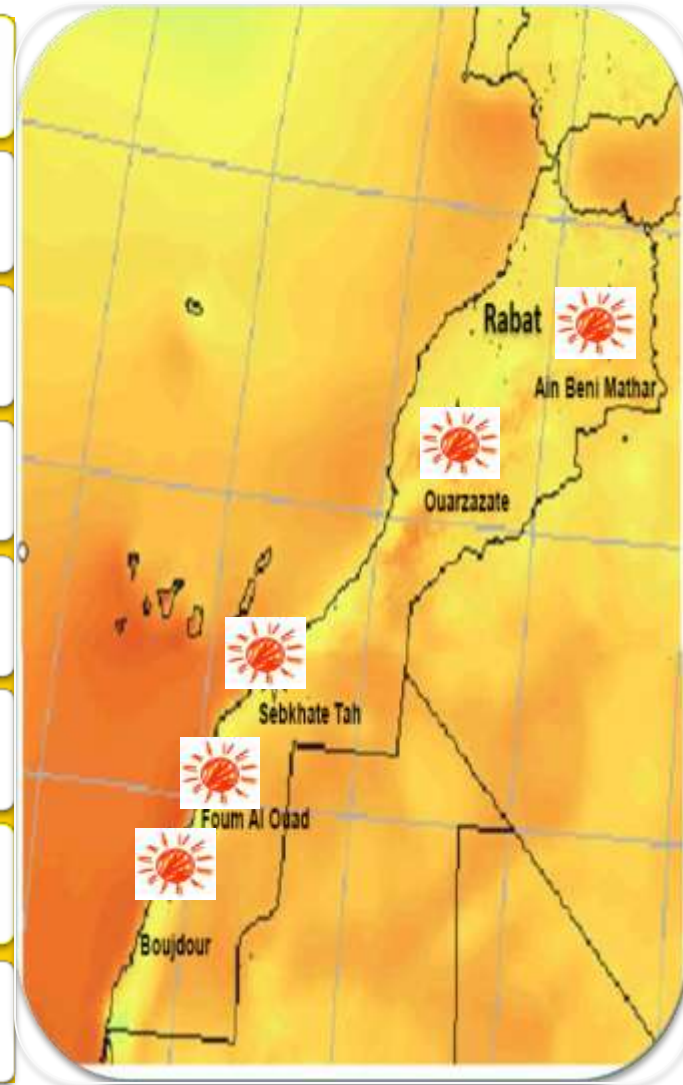 Rabat
Ain Beni Mathar
Ouarzazate
Sebkhate Tah
Foum Al Ouad
Boujdour